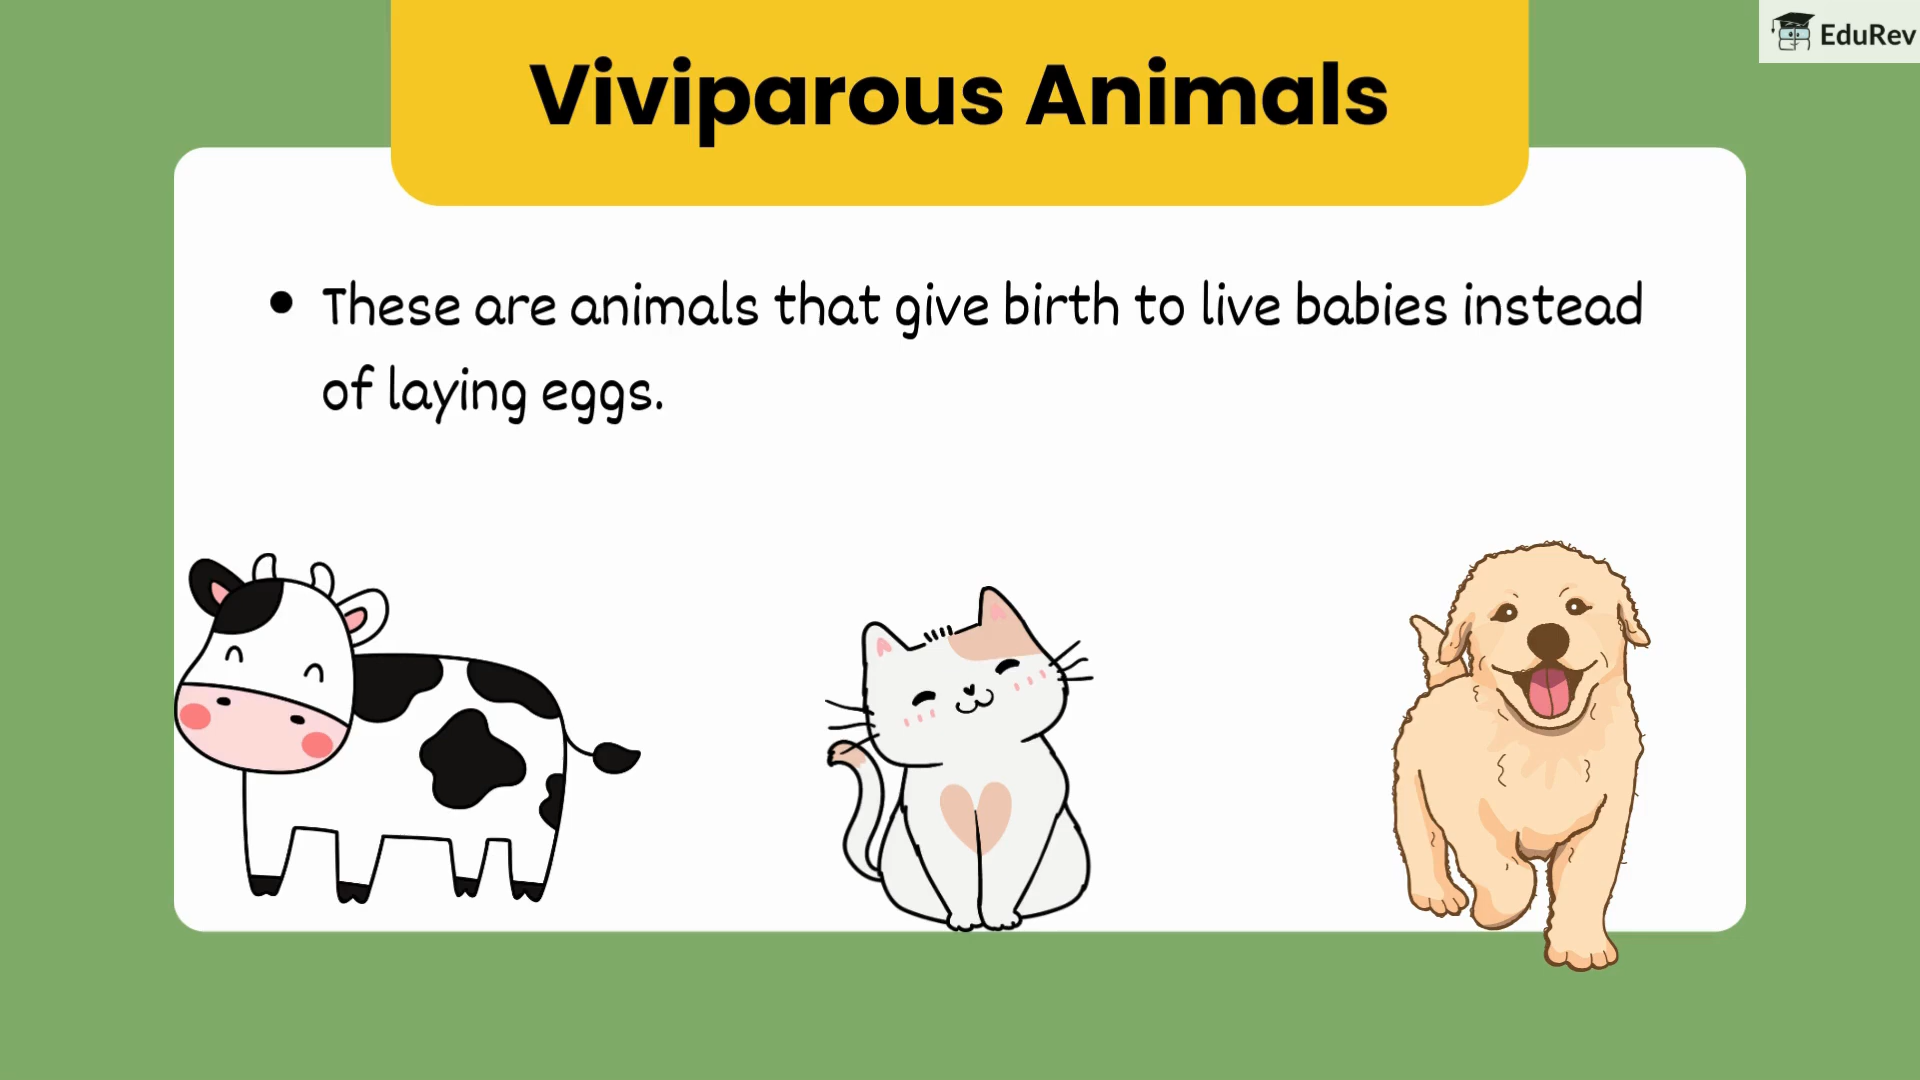 EduRev
Viviparous Animals
• These are animals that give birth to live babies instead
of laying eggs.